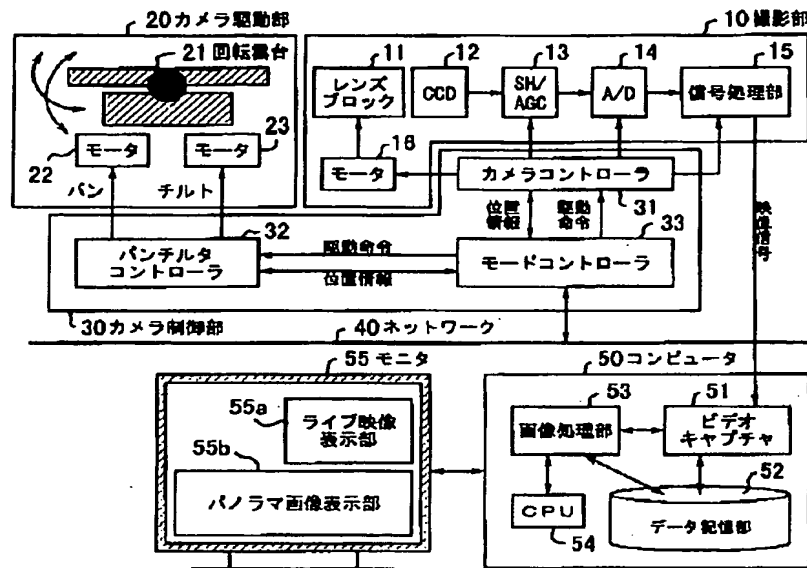 20カメラ駆動部
21回転雲台
23
モータ
モータ
22
パン
チルト
10撮影部
11
12
13
14
15
レンズ
ブロック
CCD
SH/
AGC
A/D
信号処理部
16
モータ
カメラコントローラ
31
位置
情報
駆動
命令
33
映像信号
32
パンチルタ
コントローラ
駆動命令
位置情報
モードコントローラ
30カメラ制御部
40ネットワーク
55モニタ
55a
ライブ映像
表示部
55b
パノラマ画像表示部
50コンピュータ
53
51
画像処理部
ビデオ
キャプチャ
52
CPU
54
データ記憶部